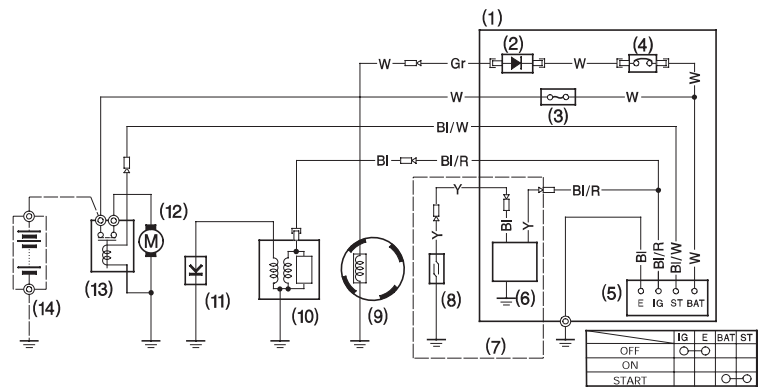 (1)
(2)
(4)
W
Gr
W
W
W
W
W
(3)
Bl/W
Bl
Bl/R
Y
Bl/R
Y
Bl
Y
Bl
Bl/R
Bl/W
W
(12)
M
(13)
(14)
(11)
(10)
(9)
(8)
(6)
(7)
(5)
E IG ST BAT
IG E BAT ST
OFF
ON
START